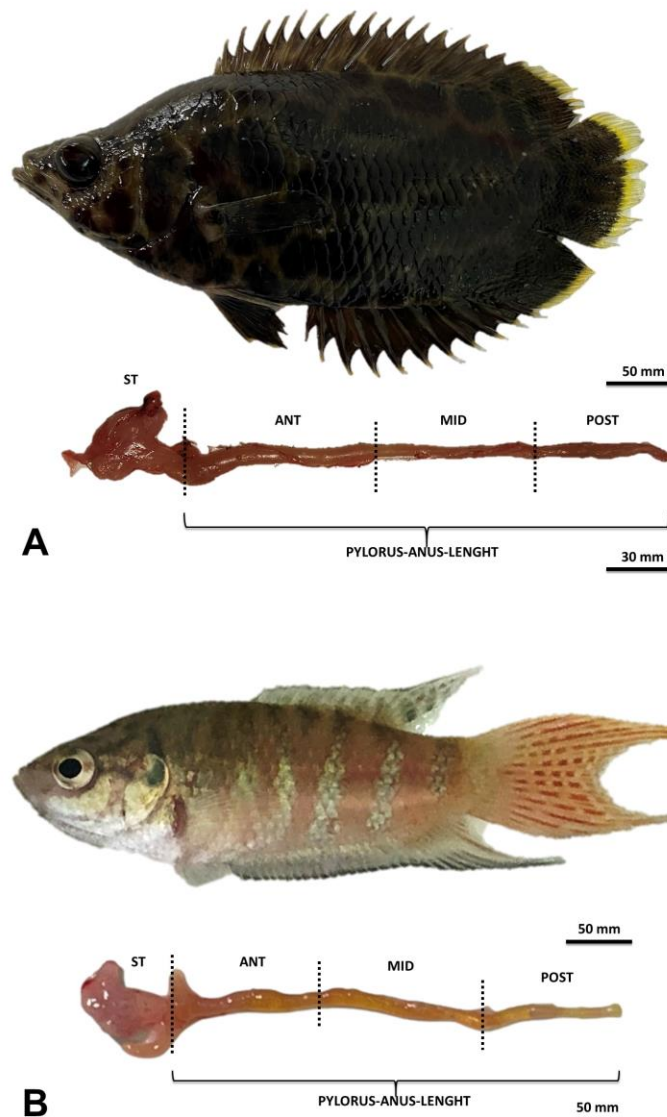 50 mm
ST
ANT
MID
POST
A
PYLORUS-ANUS-LENGHT
30 mm
50 mm
ST
ANT
MID
POST
PYLORUS-ANUS-LENGHT
B
50 mm